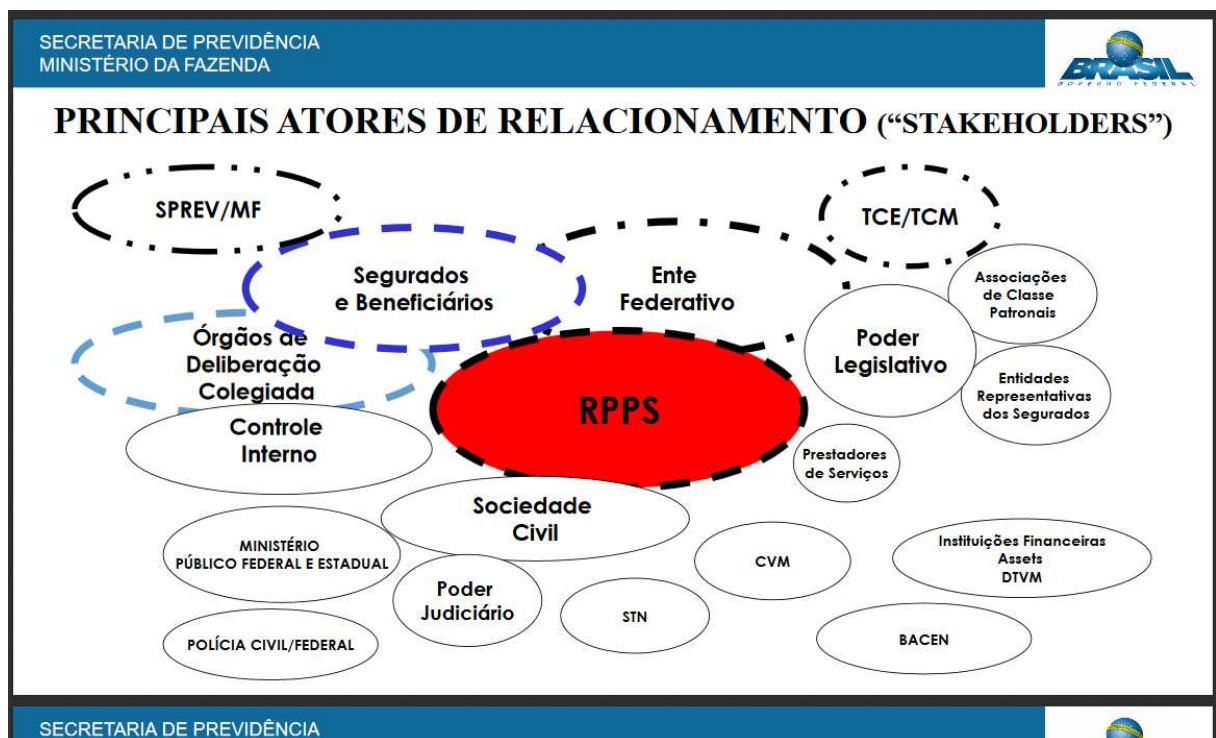 SECRETARIA DE PREVIDÊNCIA
MINISTÉRIO DA FAZENDA
BRASIL
GOVERNO FEDERAL
PRINCIPAIS ATORES DE RELACIONAMENTO (“STAKEHOLDERS”)
SPREV/MF
TCE/TCM
Segurados
e Beneficiários
Ente
Federativo
Associações
de Classe
Patronais
Órgãos de
Deliberação
Colegiada
Poder
Legislativo
Entidades
Representativas
dos Segurados
RPPS
Controle
Interno
Prestadores
de Serviços
Sociedade
Civil
MINISTÉRIO
PÚBLICO FEDERAL E ESTADUAL
CVM
Instituições Financeiras
Assets
DTVM
Poder
Judiciário
STN
BACEN
POLÍCIA CIVIL/FEDERAL
SECRETARIA DE PREVIDÊNCIA